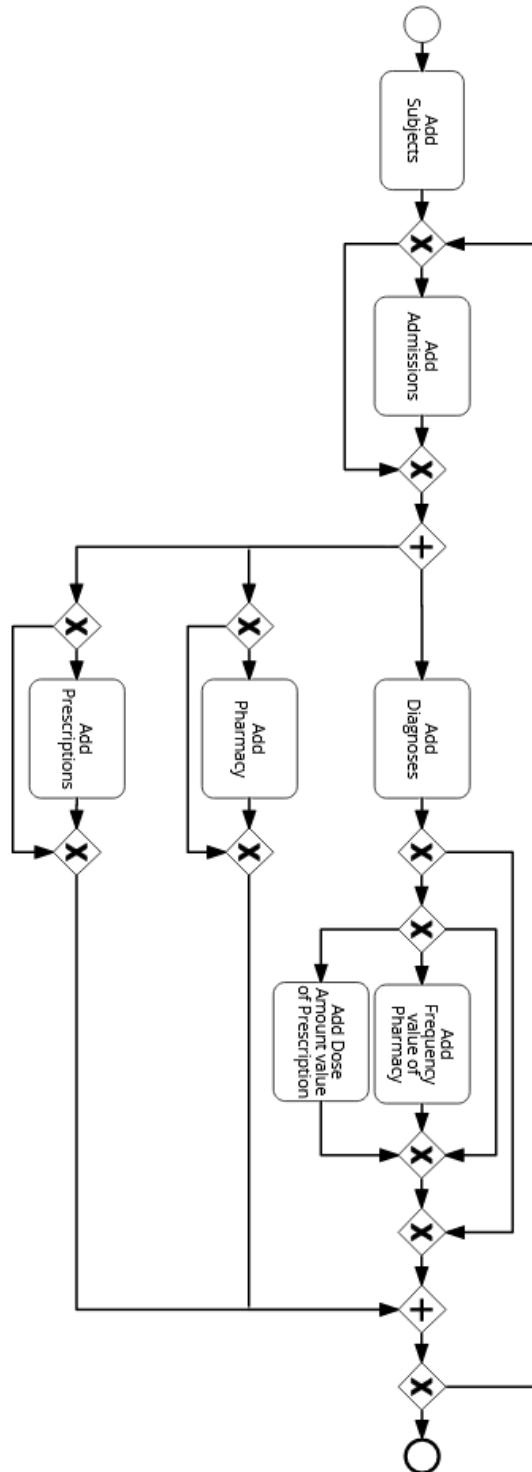 Add
Subjects
Add
Admissions
Add
Prescriptions
Add
Pharmacy
Add
Diagnoses
Add Dose
Amount value
of Prescription
Add
Frequency
value of
Pharmacy